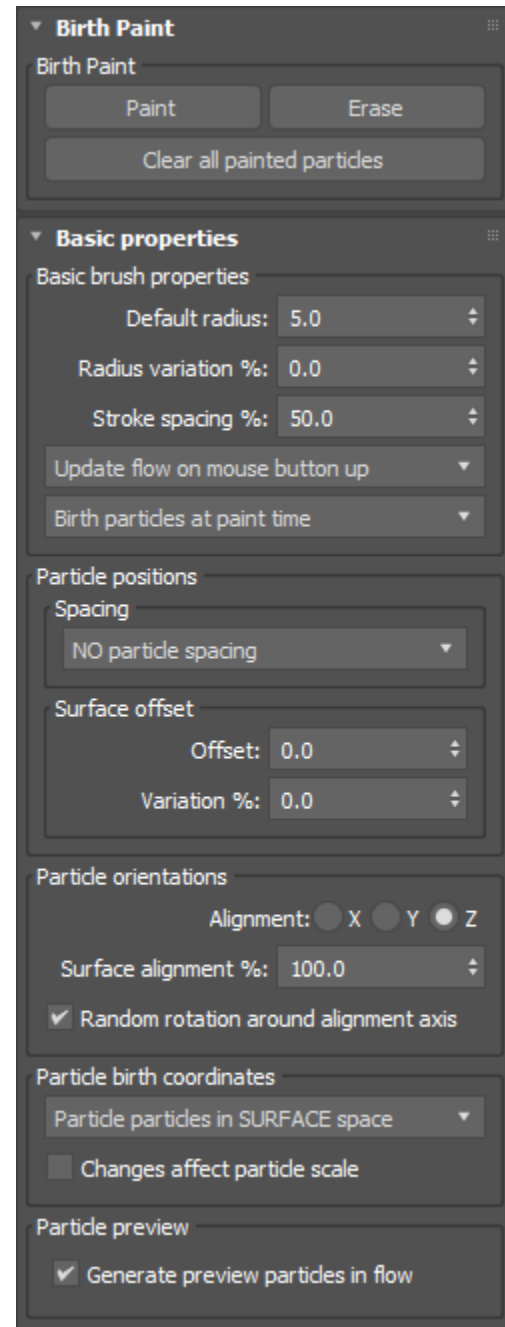 Birth Paint
Birth Paint
Paint Erase
Clear all painted particles
Basic properties
Basic brush properties
Default radius: 5.0
Radius variation %: 0.0
Stroke spacing %: 50.0
Update flow on mouse button up
Birth particles at paint time
Particle positions
Spacing
NO particle spacing
Surface offset
Offset: 0.0
Variation %: 0.0
Particle orientations
Alignment: X Y Z
Surface alignment %: 100.0
Random rotation around alignment axis
Particle birth coordinates
Particle particles in SURFACE space
Changes affect particle scale
Particle preview
Generate preview particles in flow